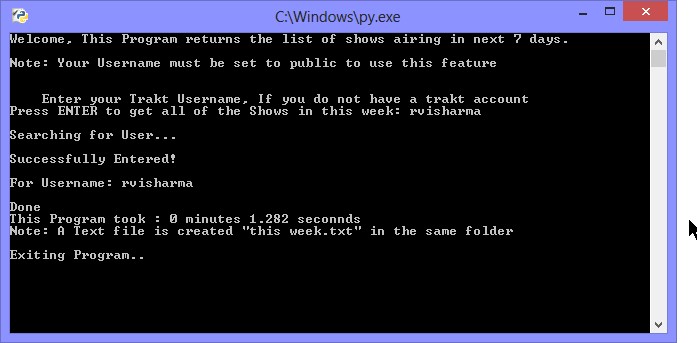 C:\Windows\py.exe
Welcome, This Program returns the list of shows airing in next 7 days.
Note: Your Username must be set to public to use this feature
Enter your Trakt Username, If you do not have a trakt account
Press ENTER to get all of the Shows in this week: rvisharma
Searching for User...
Successfully Entered!
For Username: rvisharma
Done
This Program took : 0 minutes 1.282 seconnds
Note: A Text file is created "this week.txt" in the same folder
Exiting Program..